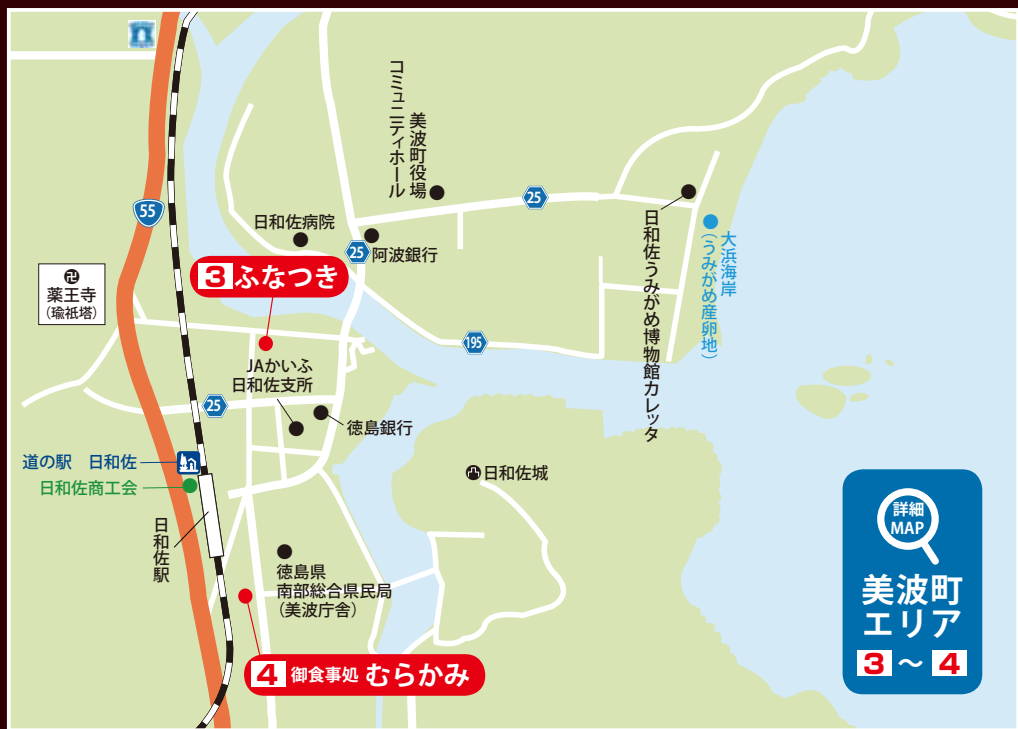 コミュニティホール
美波町役場
25
55
日和佐病院
25
阿波銀行
日和佐うみがめ博物館カレッタ
大浜海岸
(うみがめ産卵地)
卍
薬王寺
(瑜祇塔)
3 ふなつき
195
JAかいふ
日和佐支所
25
徳島銀行
道の駅 日和佐
日和佐商工会
日和佐城
日和佐駅
徳島県
南部総合県民局
(美波庁舎)
4 御食事処 むらかみ
詳細
MAP
美波町
エリア
3 ~ 4